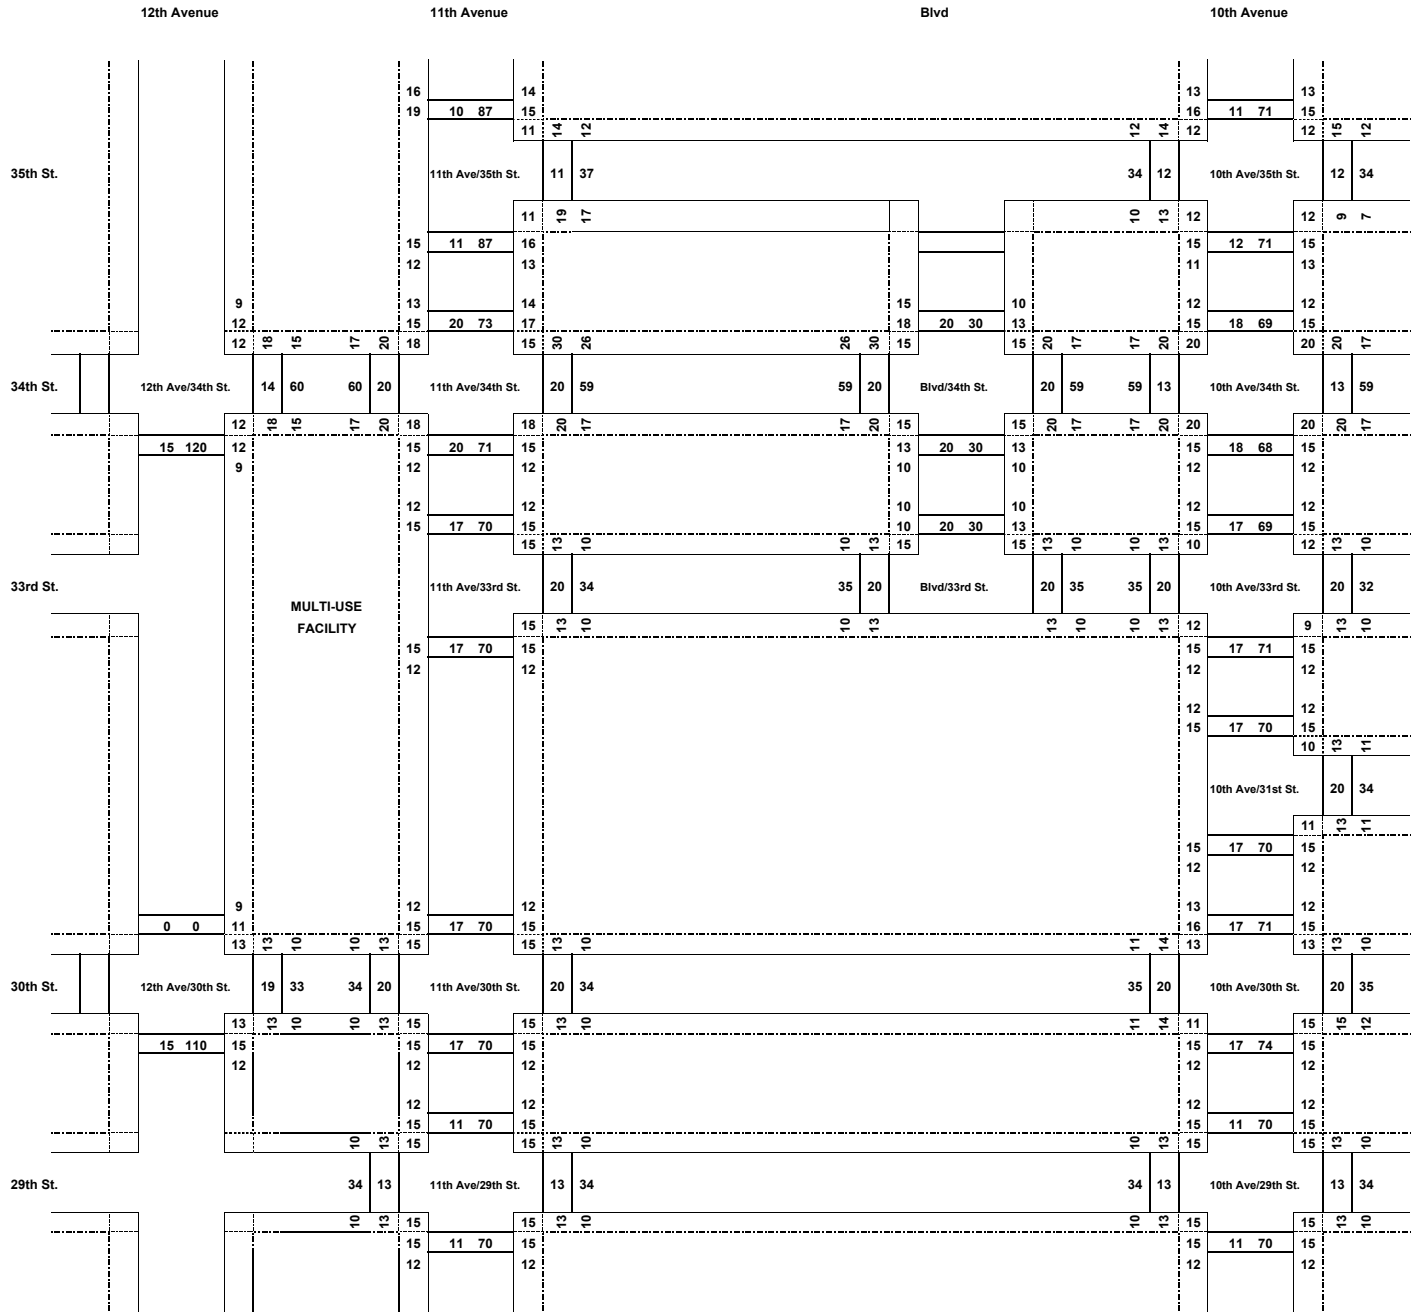 12th Avenue 11th Avenue Blvd 10th Avenue
16 14 13 13
19 10 87 15 16 11 71 15
11 14 12 12 14 12 12 15 12
35th St. 11th Ave/35th St. 11 37 34 12 10th Ave/35th St. 12 34
11 19 17 10 13 12 12 9 7
15 11 87 16 15 12 71 15
12 13 11 13
9 13 14 15 10 12 12
12 15 20 73 17 18 20 30 13 15 18 69 15
12 18 15 17 20 18 15 30 26 26 30 15 15 20 17 17 20 20 20 20 17
34th St. 12th Ave/34th St. 14 60 60 20 11th Ave/34th St. 20 59 59 20 Blvd/34th St. 20 59 59 13 10th Ave/34th St. 13 59
12 18 15 17 20 18 18 20 17 17 20 15 15 20 17 17 20 20 20 20 17
15 120 12 15 20 71 15 13 20 30 13 15 18 68 15
9 12 12 10 10 12 12
12 12 10 10 12 12
15 17 70 15 10 20 30 13 15 17 69 15
15 13 10 10 13 15 15 13 10 10 13 10 12 13 10
33rd St. 11th Ave/33rd St. 20 34 35 20 Blvd/33rd St. 20 35 35 20 10th Ave/33rd St. 20 32
MULTI-USE
FACILITY
15 13 10 10 13 13 10 10 13 12 9 13 10
15 17 70 15 15 17 71 15
12 12 12 12
12 12
15 17 70 15
10 13 11
10th Ave/31st St. 20 34
11 13 11
15 17 70 15
12 12
9 12 12 13 12
0 0 11 15 17 70 15 16 17 71 15
13 13 10 10 13 15 15 13 10 11 14 13 13 13 10
30th St. 12th Ave/30th St. 19 33 34 20 11th Ave/30th St. 20 34 35 20 10th Ave/30th St. 20 35
13 13 10 10 13 15 15 13 10 11 14 11 15 15 12
15 110 15 15 17 70 15 15 17 74 15
12 12 12 12 12
12 12 12 12
15 11 70 15 15 11 70 15
10 13 15 15 13 10 10 13 15 15 13 10
29th St. 34 13 11th Ave/29th St. 13 34 34 13 10th Ave/29th St. 13 34
10 13 15 15 13 10 10 13 15 15 13 10
15 11 70 15 15 11 70 15
12 12 12 12